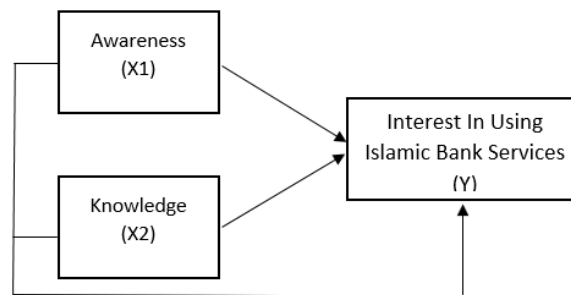 Awareness
(X1)
Interest In Using
Islamic Bank Services
(Y)
Knowledge
(X2)